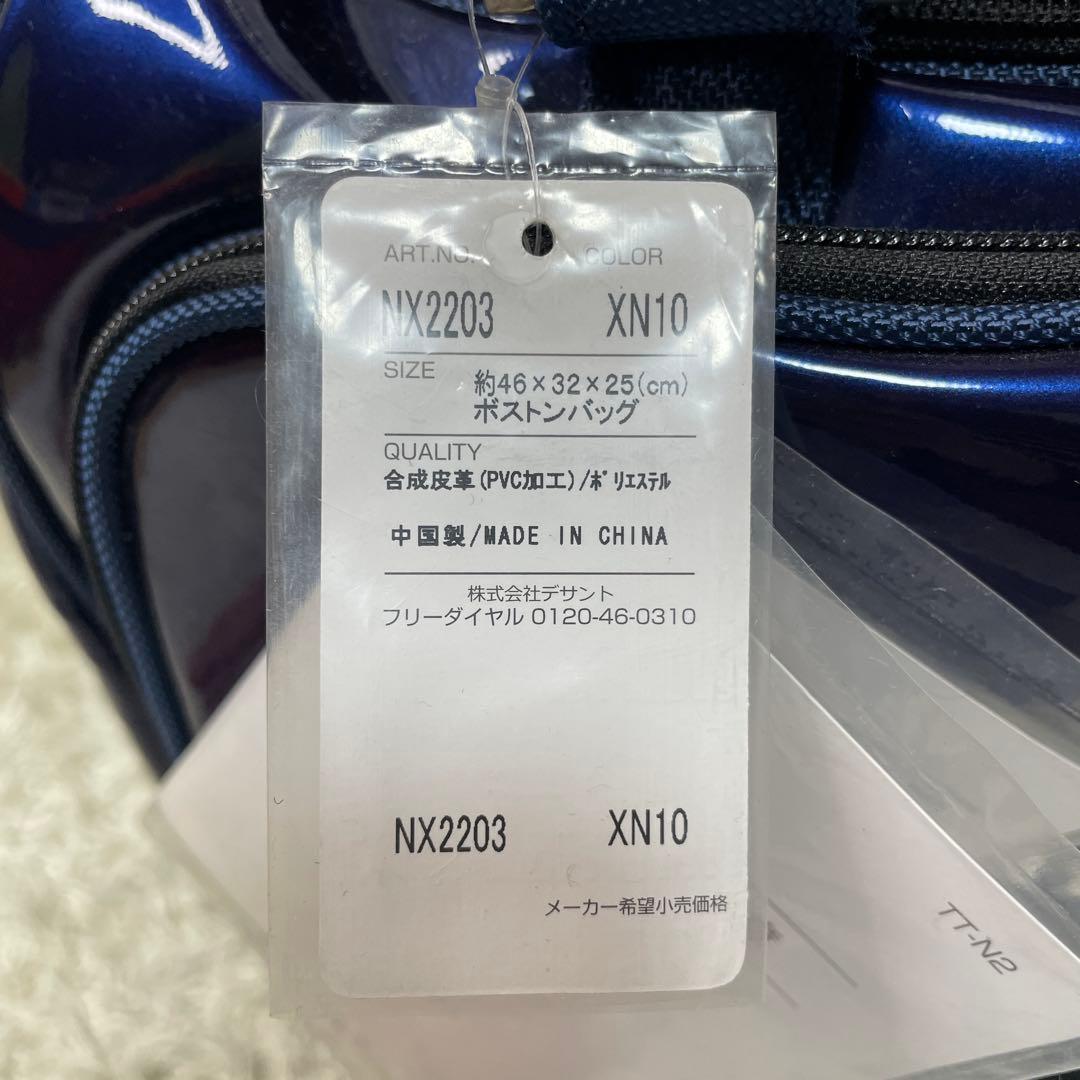 ART.NO. COLOR
NX2203 XN10
SIZE 約46×32×25(cm)
ボストンバッグ
QUALITY
合成皮革(PVC加工)/ポリエステル
中国製/MADE IN CHINA
株式会社デサント
フリーダイヤル 0120-46-0310
NX2203 XN10
メーカー希望小売価格
TT-N2